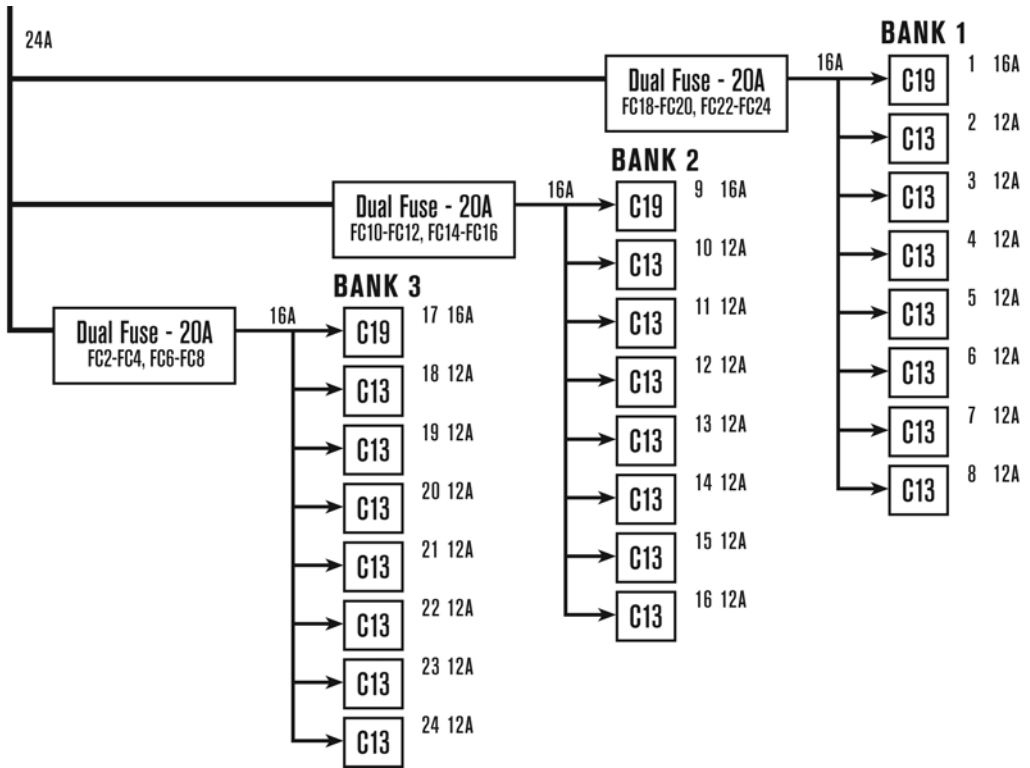 24A
BANK 1
Dual Fuse - 20A
FC18-FC20, FC22-FC24
16A
C19 1 16A
C13 2 12A
C13 3 12A
C13 4 12A
C13 5 12A
C13 6 12A
C13 7 12A
C13 8 12A
BANK 2
Dual Fuse - 20A
FC10-FC12, FC14-FC16
16A
C19 9 16A
C13 10 12A
C13 11 12A
C13 12 12A
C13 13 12A
C13 14 12A
C13 15 12A
C13 16 12A
BANK 3
Dual Fuse - 20A
FC2-FC4, FC6-FC8
16A
C19 17 16A
C13 18 12A
C13 19 12A
C13 20 12A
C13 21 12A
C13 22 12A
C13 23 12A
C13 24 12A